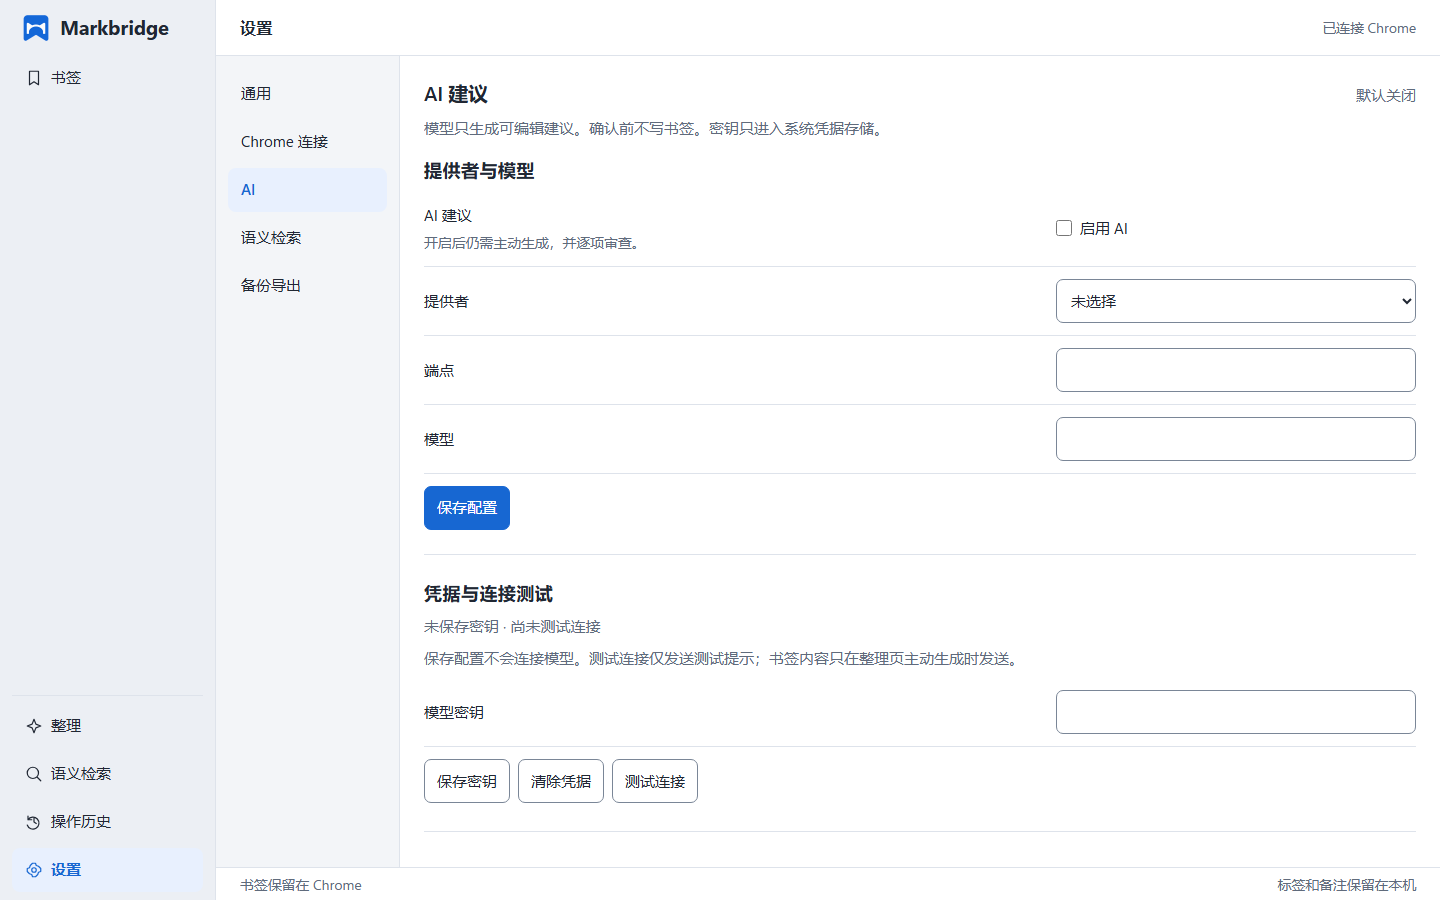 Markbridge
书签
整理
语义检索
操作历史
设置
设置
已连接 Chrome
通用
Chrome 连接
AI
语义检索
备份导出
AI 建议
默认关闭
模型只生成可编辑建议。确认前不写书签。密钥只进入系统凭据存储。
提供者与模型
AI 建议
开启后仍需主动生成，并逐项审查。
启用 AI
提供者
未选择
端点
模型
保存配置
凭据与连接测试
未保存密钥 · 尚未测试连接
保存配置不会连接模型。测试连接仅发送测试提示；书签内容只在整理页主动生成时发送。
模型密钥
保存密钥
清除凭据
测试连接
书签保留在 Chrome
标签和备注保留在本机